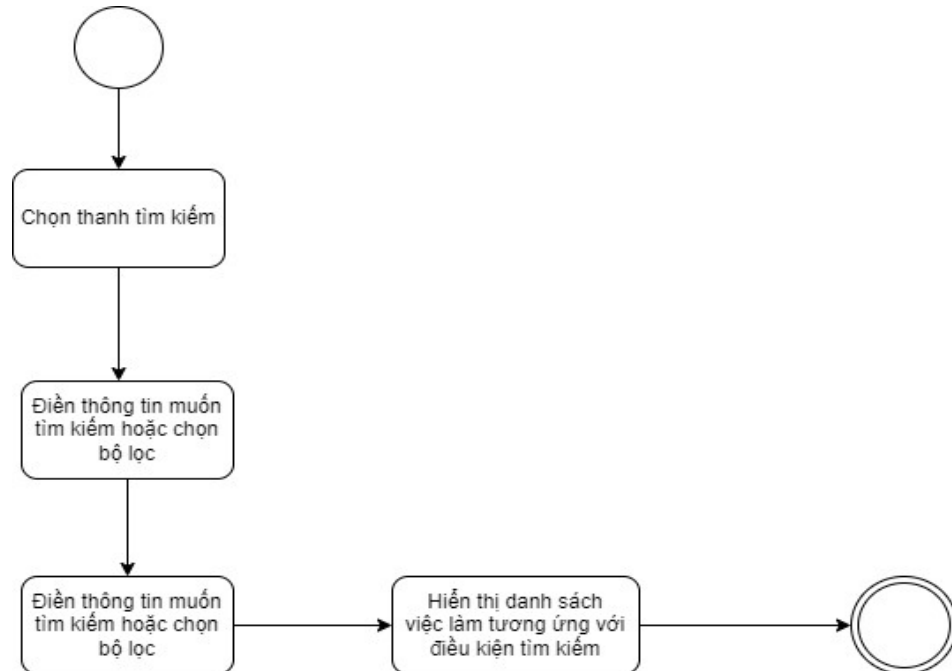 Chọn thanh tìm kiếm
Điền thông tin muốn
tìm kiếm hoặc chọn
bộ lọc
Điền thông tin muốn
tìm kiếm hoặc chọn
bộ lọc
Hiển thị danh sách
việc làm tương ứng với
điều kiện tìm kiếm